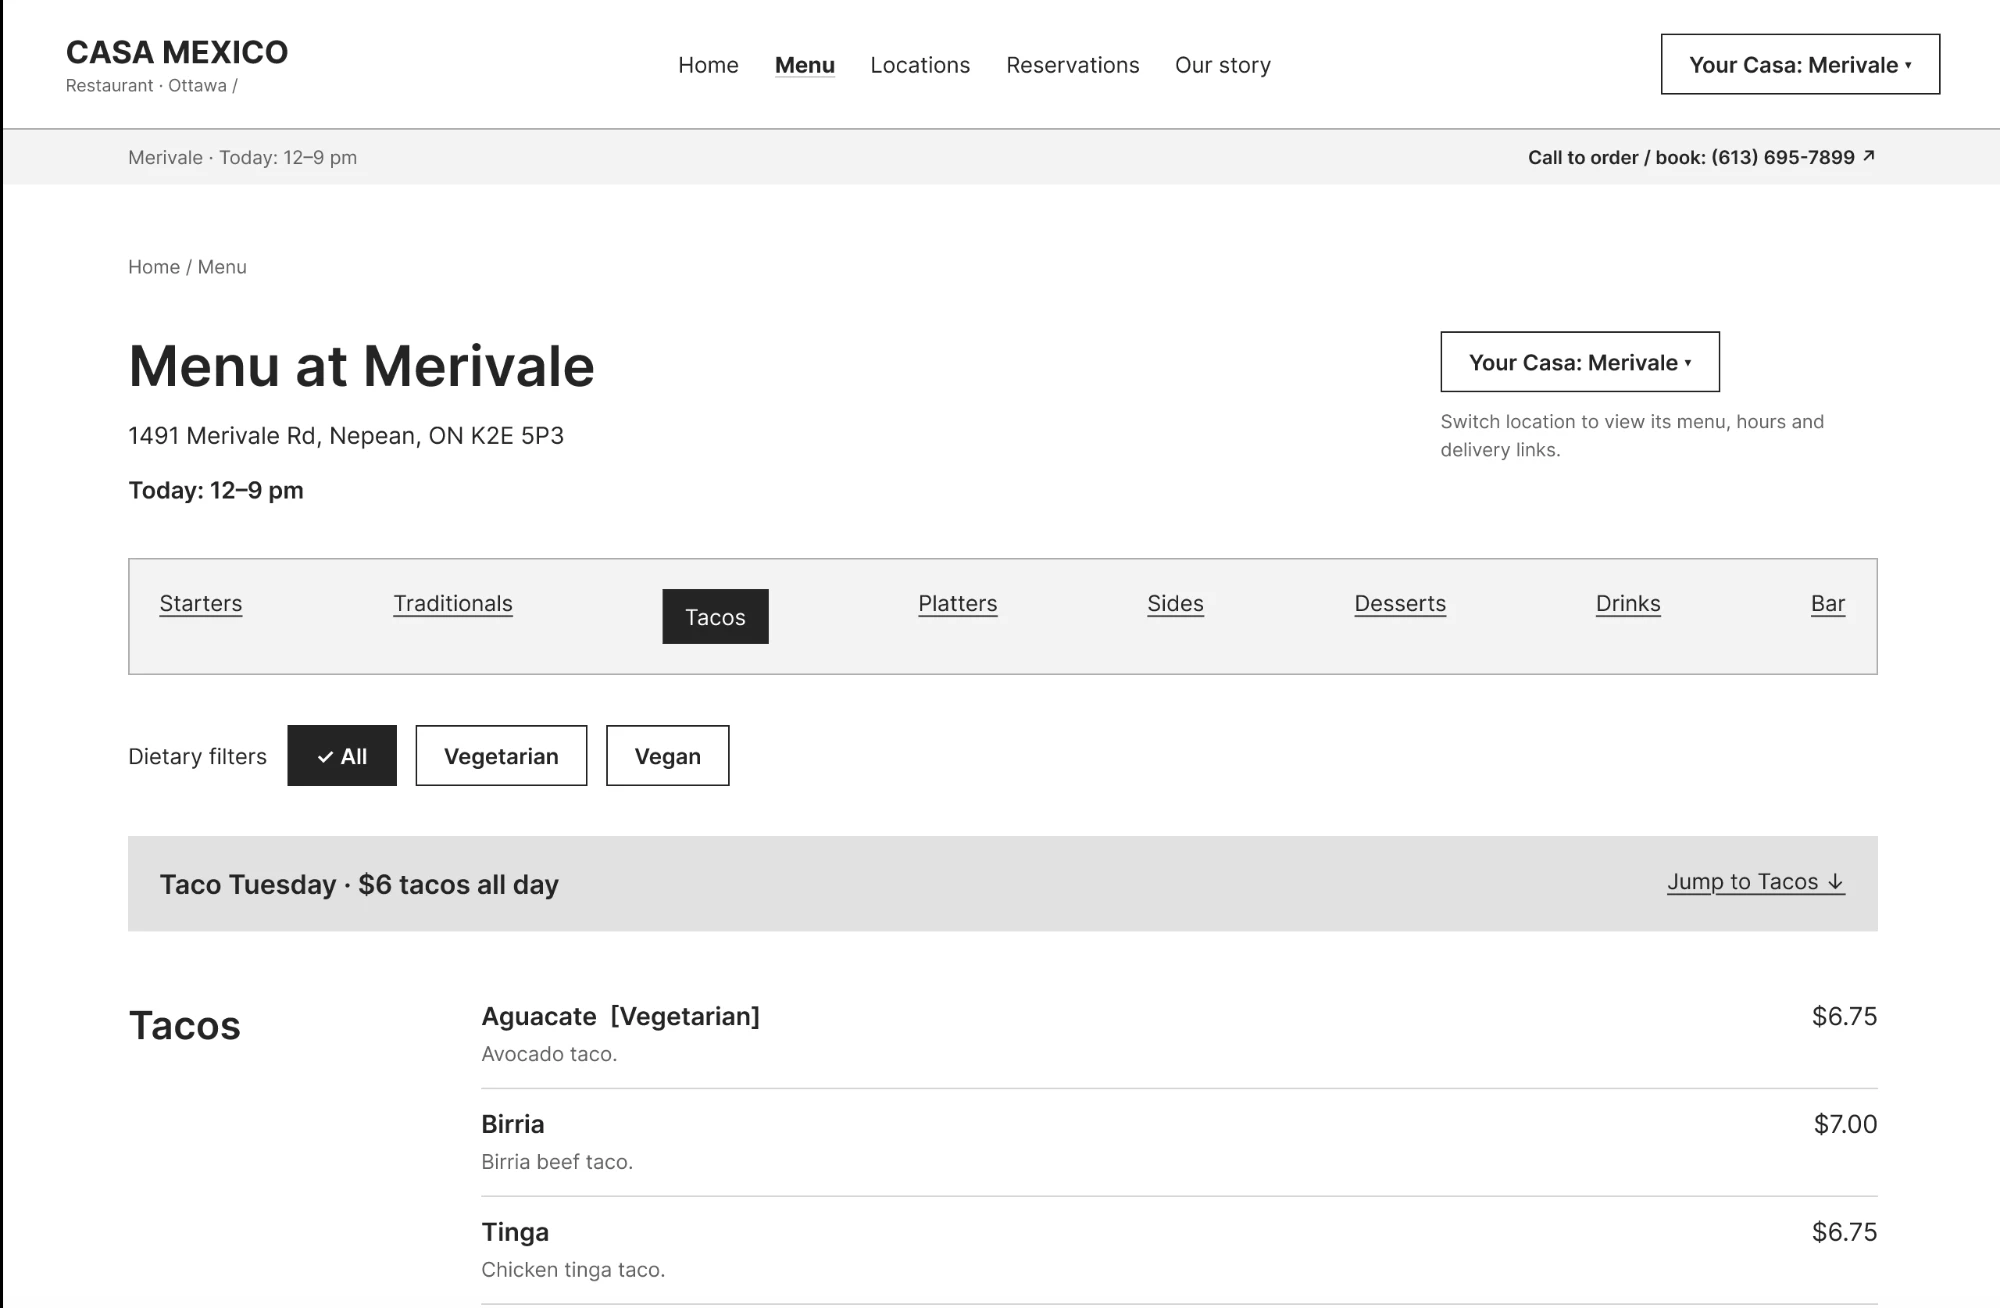 CASA MEXICO
Restaurant · Ottawa /
Home
Menu
Locations
Reservations
Our story
Your Casa: Merivale ▾
Merivale · Today: 12–9 pm
Call to order / book: (613) 695-7899 ↗
Home / Menu
Menu at Merivale
1491 Merivale Rd, Nepean, ON K2E 5P3
Today: 12–9 pm
Your Casa: Merivale ▾
Switch location to view its menu, hours and
delivery links.
Starters
Traditionals
Tacos
Platters
Sides
Desserts
Drinks
Bar
Dietary filters
✓ All
Vegetarian
Vegan
Taco Tuesday · $6 tacos all day
Jump to Tacos ↓
Tacos
Aguacate [Vegetarian]
$6.75
Avocado taco.
Birria
$7.00
Birria beef taco.
Tinga
$6.75
Chicken tinga taco.